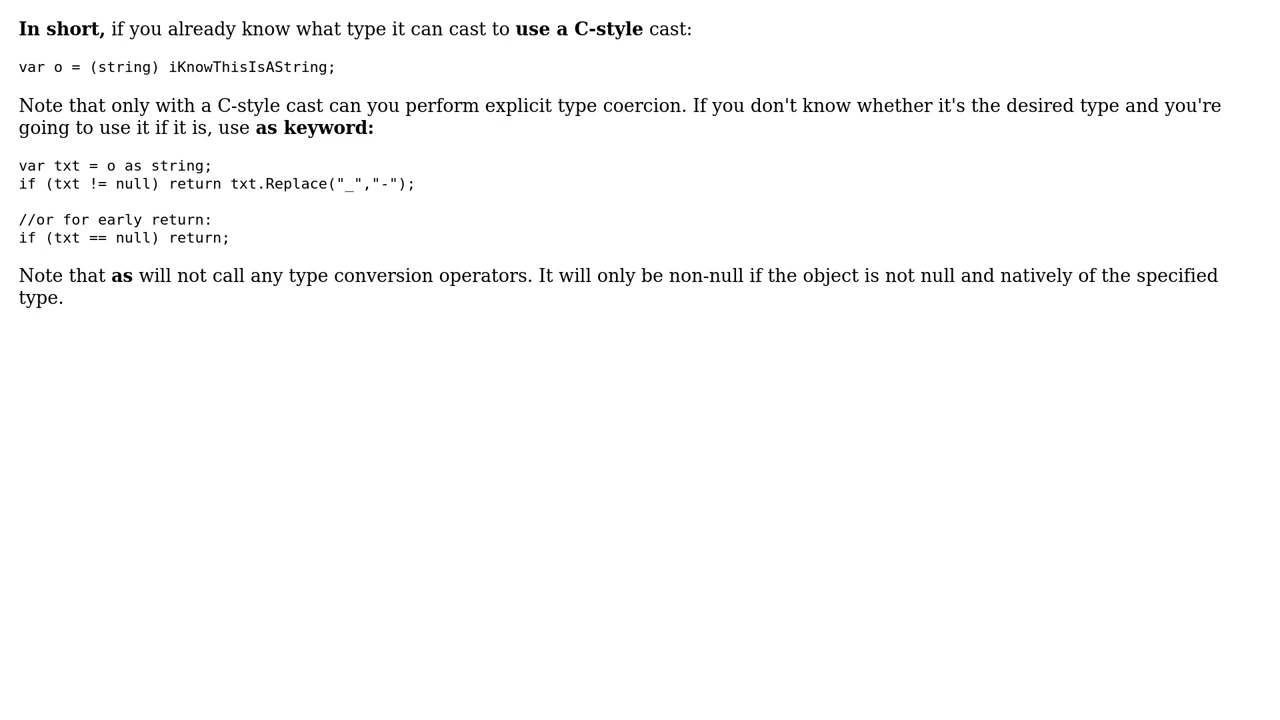 In short, if you already know what type it can cast to use a C-style cast:
var o = (string) iKnowThisIsAString;
Note that only with a C-style cast can you perform explicit type coercion. If you don't know whether it's the desired type and you're
going to use it if it is, use as keyword:
var txt = o as string;
if (txt != null) return txt.Replace("_","-");
//or for early return:
if (txt == null) return;
Note that as will not call any type conversion operators. It will only be non-null if the object is not null and natively of the specified
type.